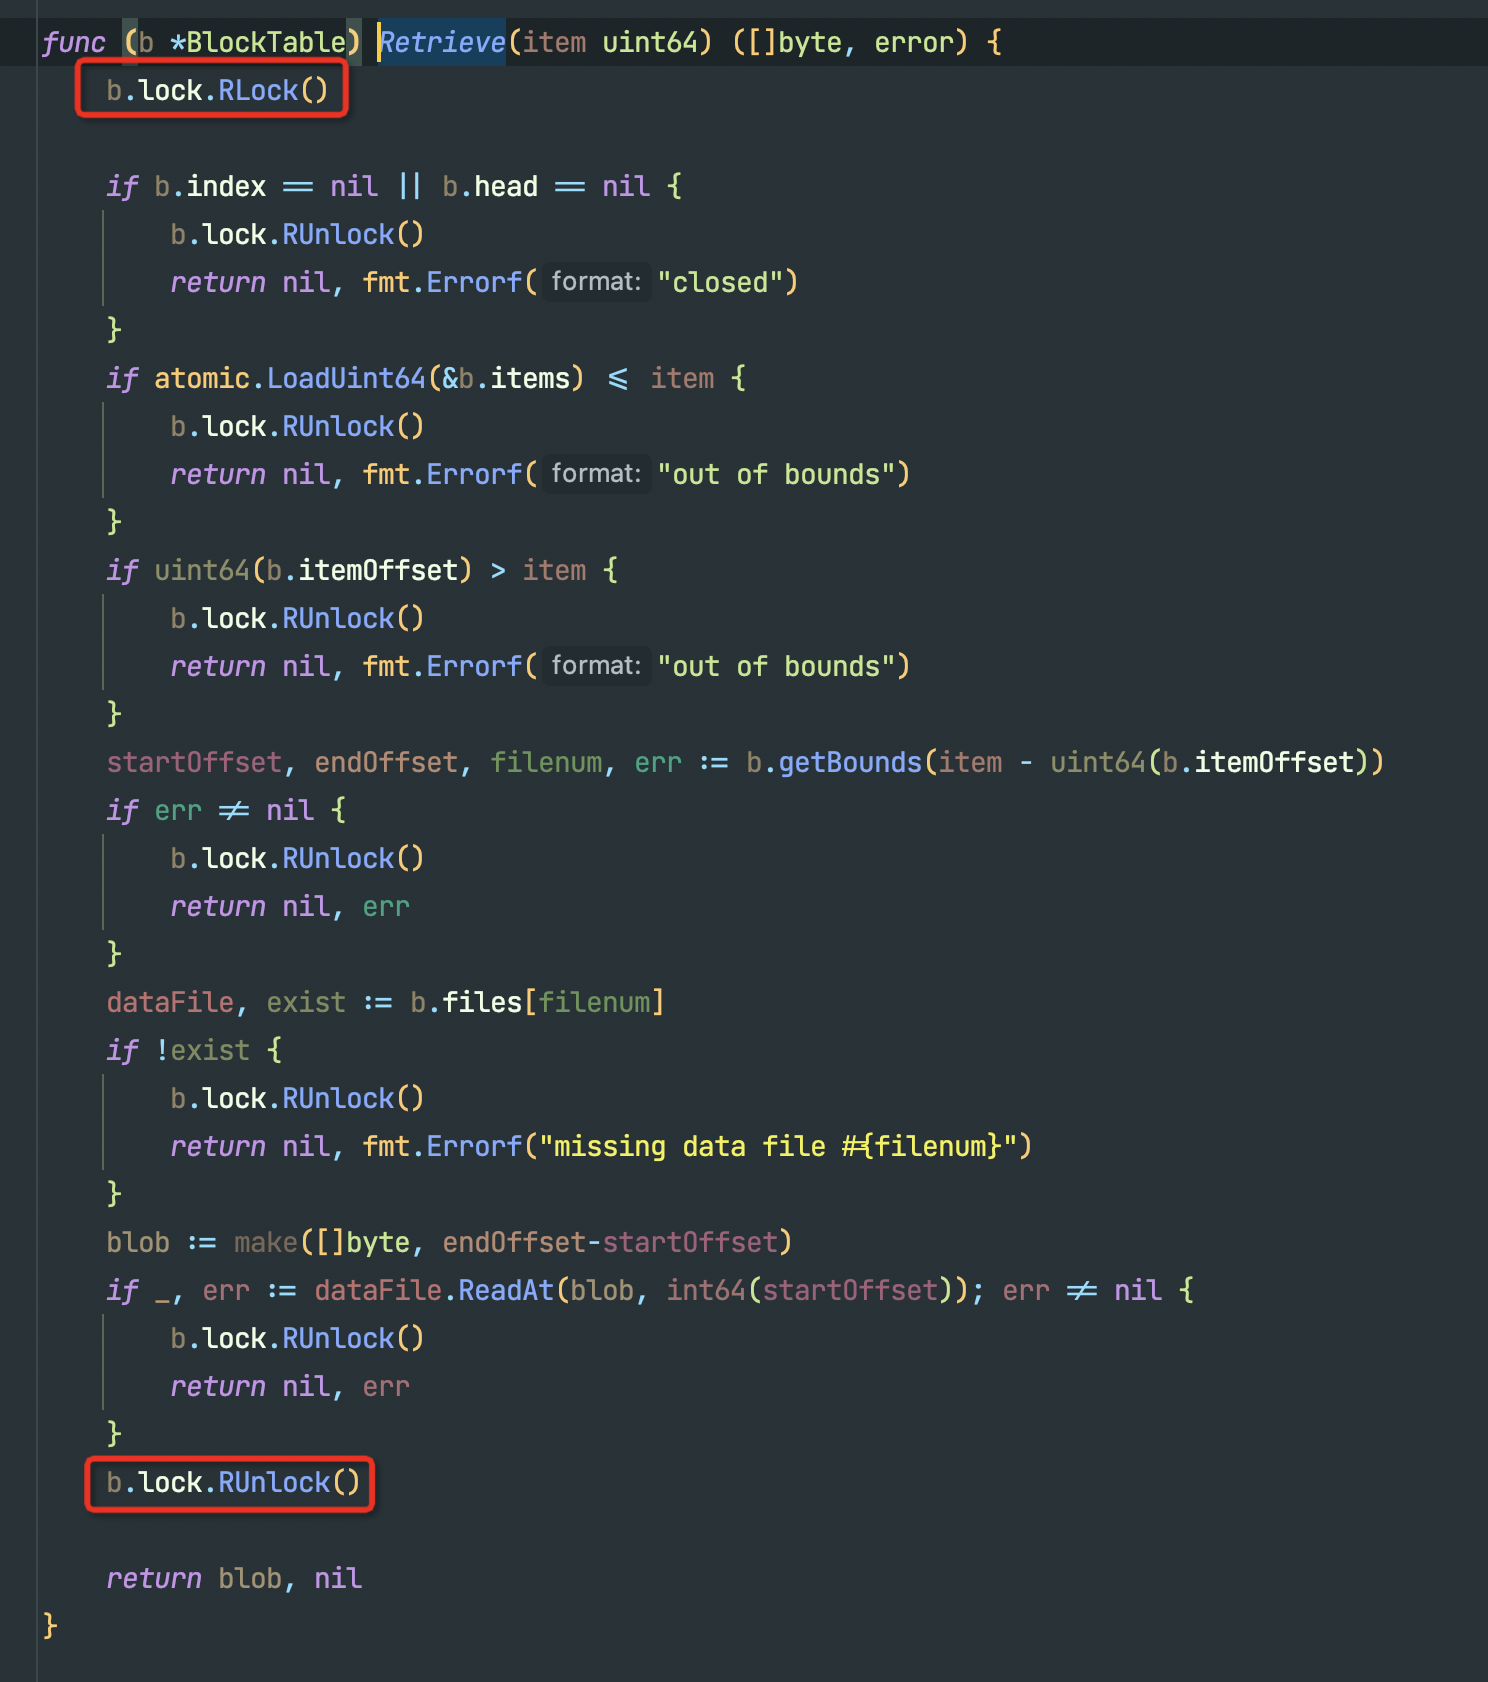 func (b *BlockTable) Retrieve(item uint64) ([]byte, error) {
b.lock.RLock()
if b.index == nil || b.head == nil {
b.lock.RUnlock()
return nil, fmt.Errorf( format: "closed")
}
if atomic.LoadUint64(&b.items) <= item {
b.lock.RUnlock()
return nil, fmt.Errorf( format: "out of bounds")
}
if uint64(b.itemOffset) > item {
b.lock.RUnlock()
return nil, fmt.Errorf( format: "out of bounds")
}
startOffset, endOffset, filenum, err := b.getBounds(item - uint64(b.itemOffset))
if err != nil {
b.lock.RUnlock()
return nil, err
}
dataFile, exist := b.files[filenum]
if !exist {
b.lock.RUnlock()
return nil, fmt.Errorf("missing data file #{filenum}")
}
blob := make([]byte, endOffset-startOffset)
if _, err := dataFile.ReadAt(blob, int64(startOffset)); err != nil {
b.lock.RUnlock()
return nil, err
}
b.lock.RUnlock()
return blob, nil
}